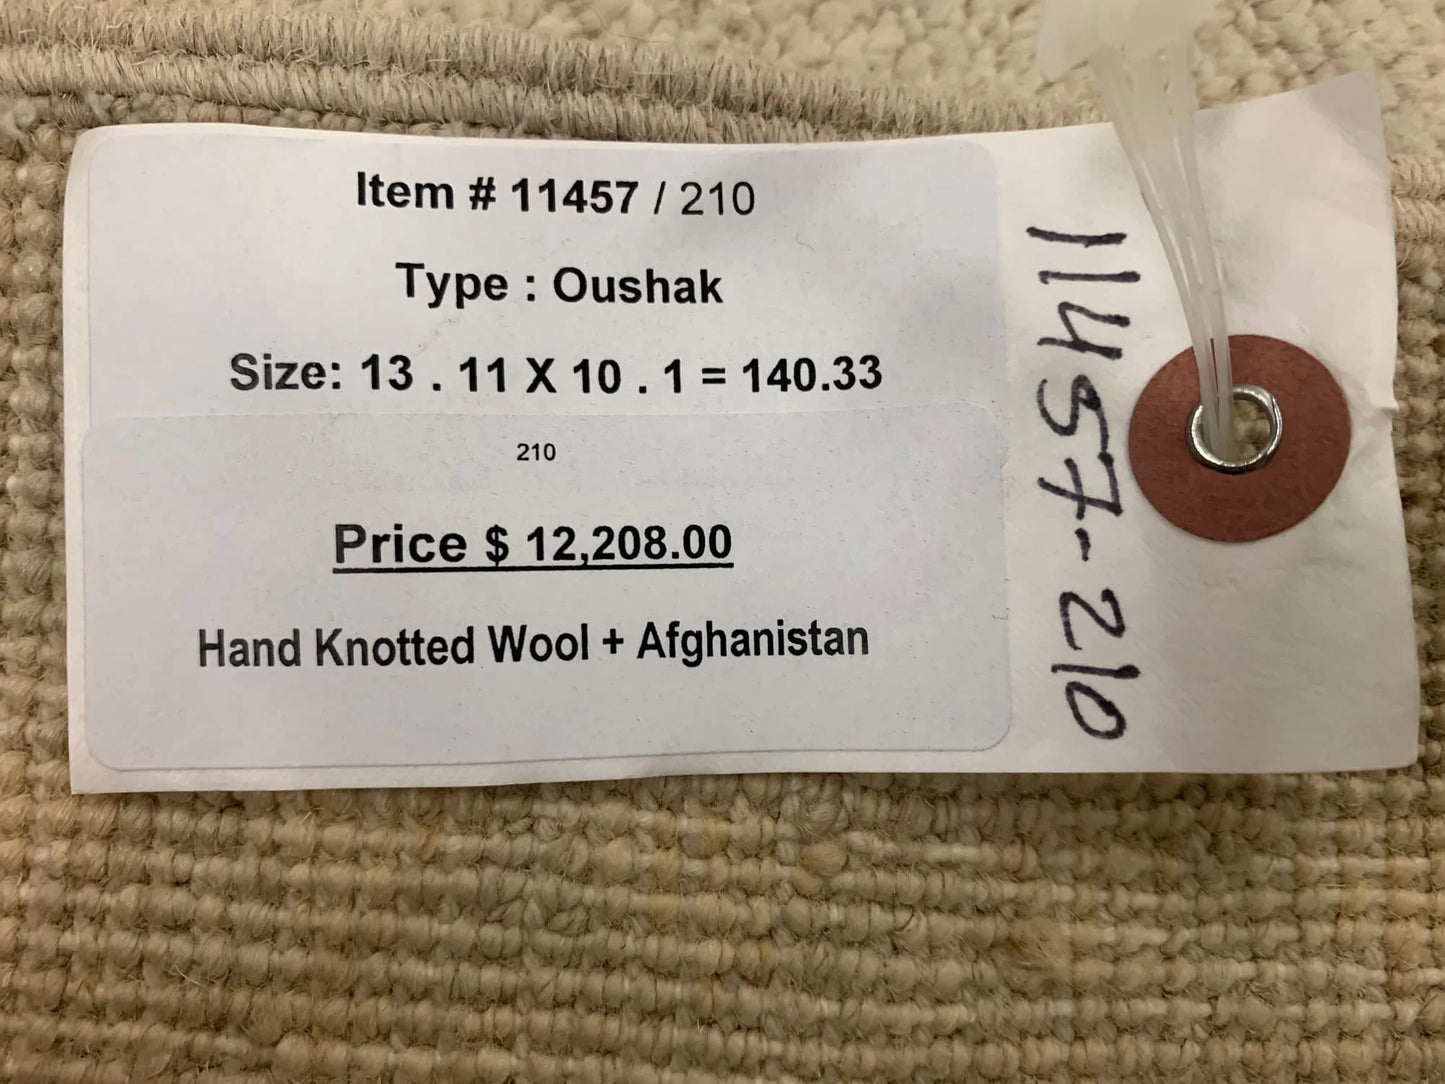 Item # 11457 / 210
Type : Oushak
Size: 13 . 11 X 10 . 1 = 140.33
210
Price $ 12,208.00
Hand Knotted Wool + Afghanistan
11457-210